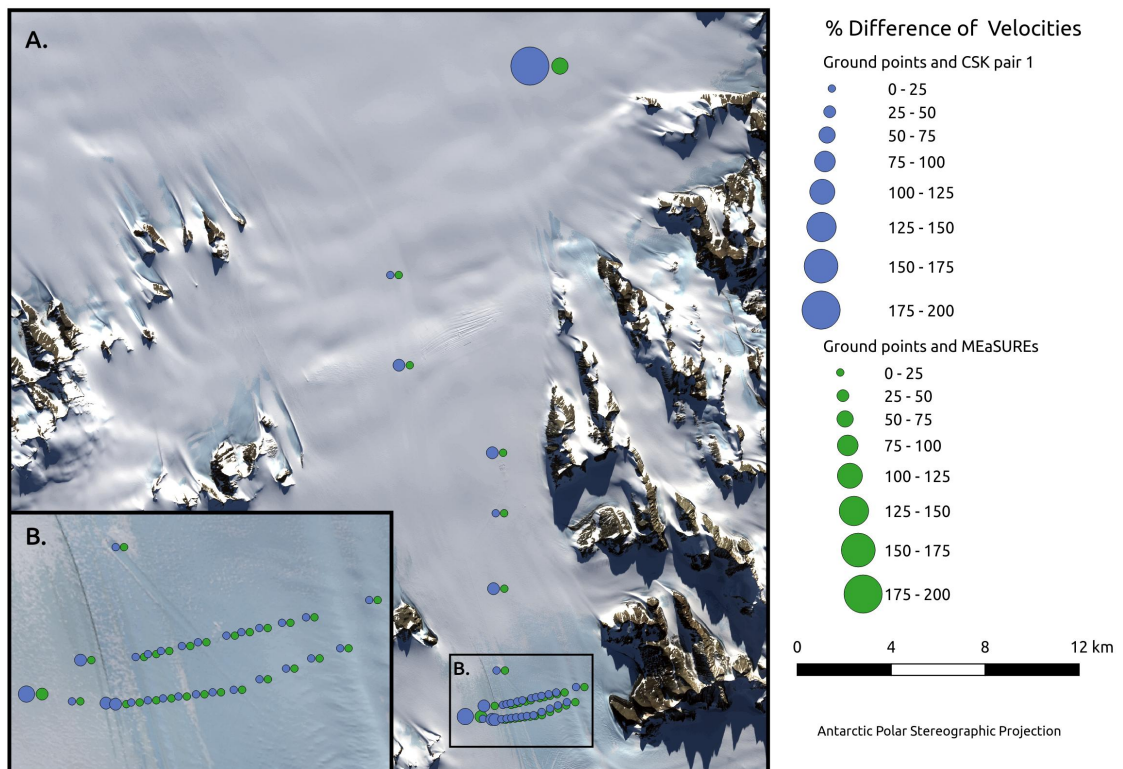 A.
B.
B.
% Difference of Velocities
Ground points and CSK pair 1
0 - 25
25 - 50
50 - 75
75 - 100
100 - 125
125 - 150
150 - 175
175 - 200
Ground points and MEaSUREs
0 - 25
25 - 50
50 - 75
75 - 100
100 - 125
125 - 150
150 - 175
175 - 200
0 4 8 12 km
Antarctic Polar Stereographic Projection